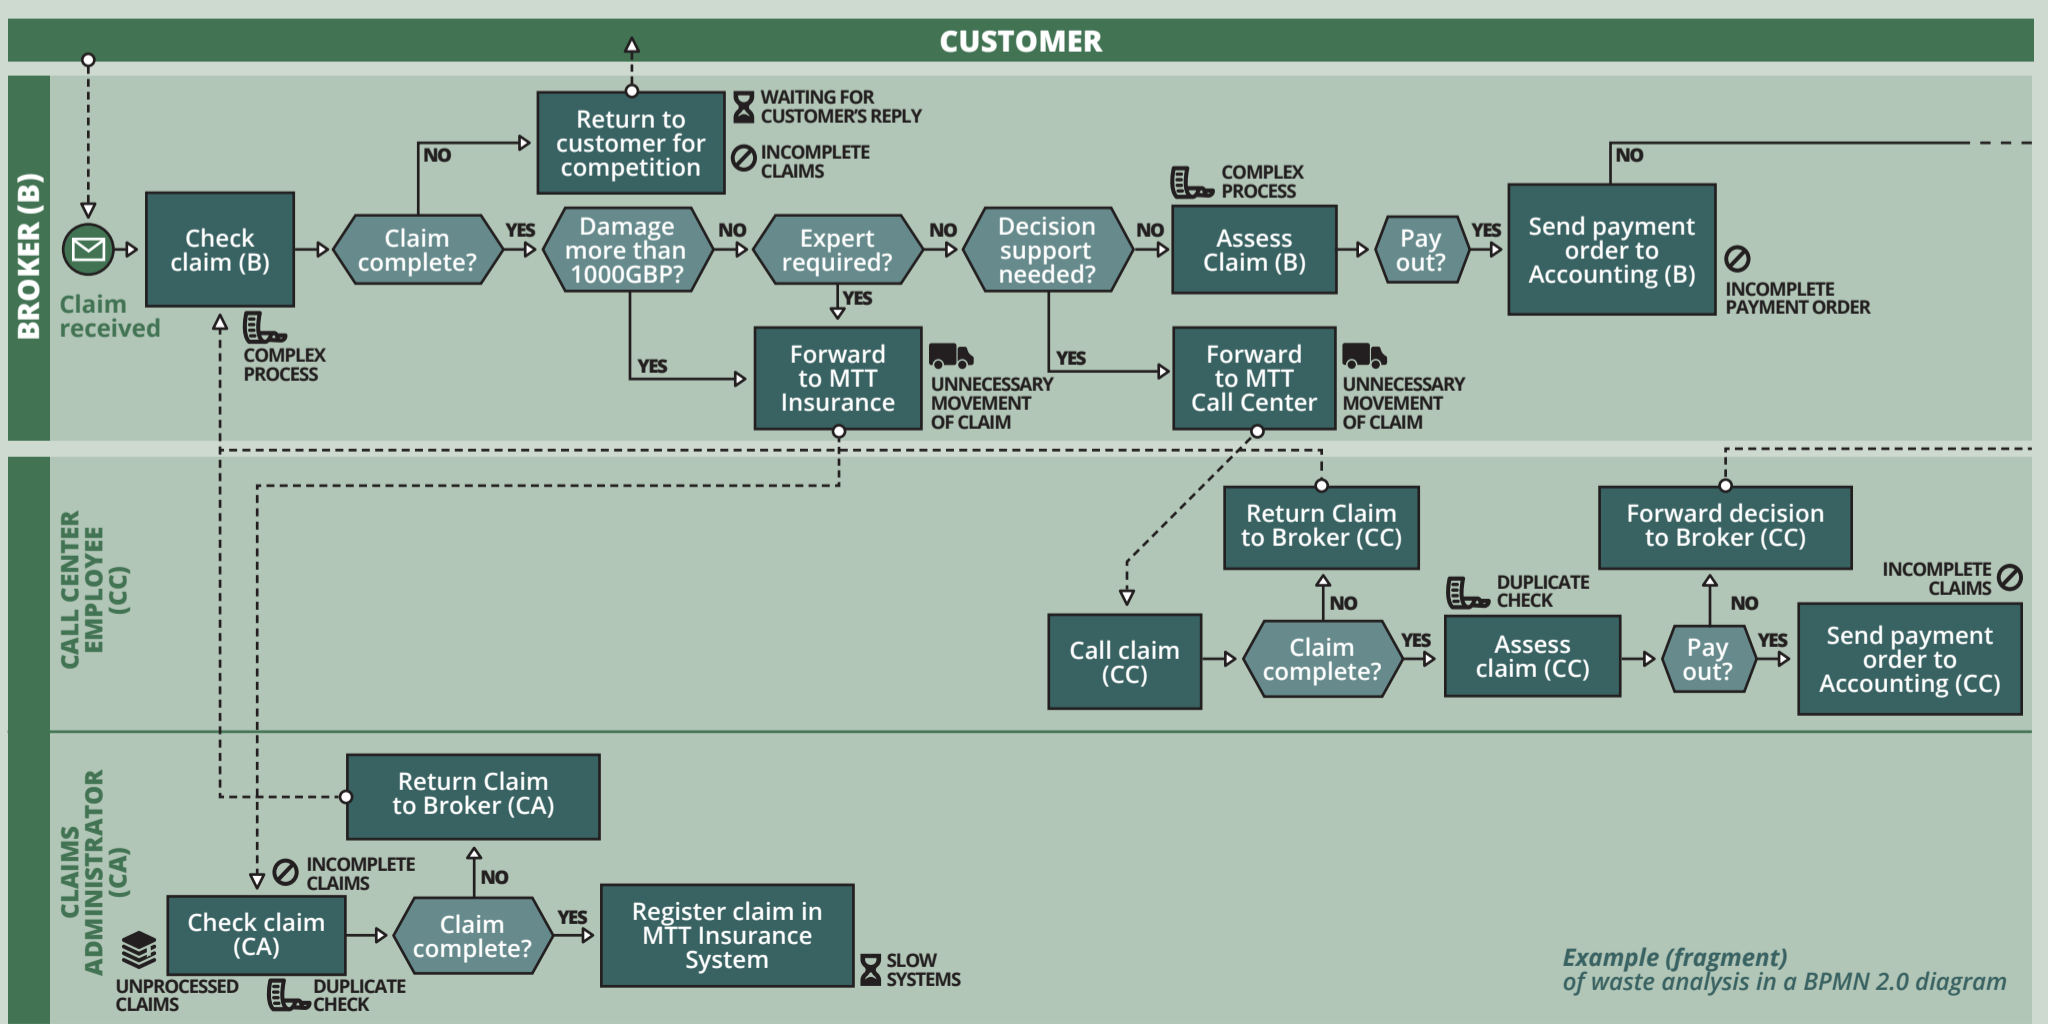 CUSTOMER
BROKER (B)
Claim
received
Check
claim (B)
COMPLEX
PROCESS
Claim
complete?
NO
YES
Return to
customer for
competition
WAITING FOR
CUSTOMER'S REPLY
INCOMPLETE
CLAIMS
Damage
more than
1000GBP?
NO
YES
Expert
required?
NO
YES
Forward
to MTT
Insurance
UNNECESSARY
MOVEMENT
OF CLAIM
Decision
support
needed?
NO
YES
Forward
to MTT
Call Center
UNNECESSARY
MOVEMENT
OF CLAIM
COMPLEX
PROCESS
Assess
Claim (B)
Pay
out?
YES
NO
Send payment
order to
Accounting (B)
INCOMPLETE
PAYMENT ORDER
CALL CENTER
EMPLOYEE
(CC)
Call claim
(CC)
Claim
complete?
NO
YES
Return Claim
to Broker (CC)
DUPLICATE
CHECK
Assess
claim (CC)
Pay
out?
NO
YES
Forward decision
to Broker (CC)
INCOMPLETE
CLAIMS
Send payment
order to
Accounting (CC)
CLAIMS
ADMINISTRATOR
(CA)
Return Claim
to Broker (CA)
INCOMPLETE
CLAIMS
Check claim
(CA)
UNPROCESSED
CLAIMS
DUPLICATE
CHECK
Claim
complete?
NO
YES
Register claim in
MTT Insurance
System
SLOW
SYSTEMS
Example (fragment)
of waste analysis in a BPMN 2.0 diagram